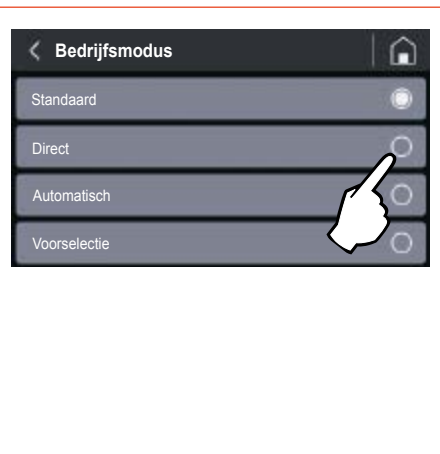 Bedrijfsmodus
Standaard
Direct
Automatisch
Voorselectie